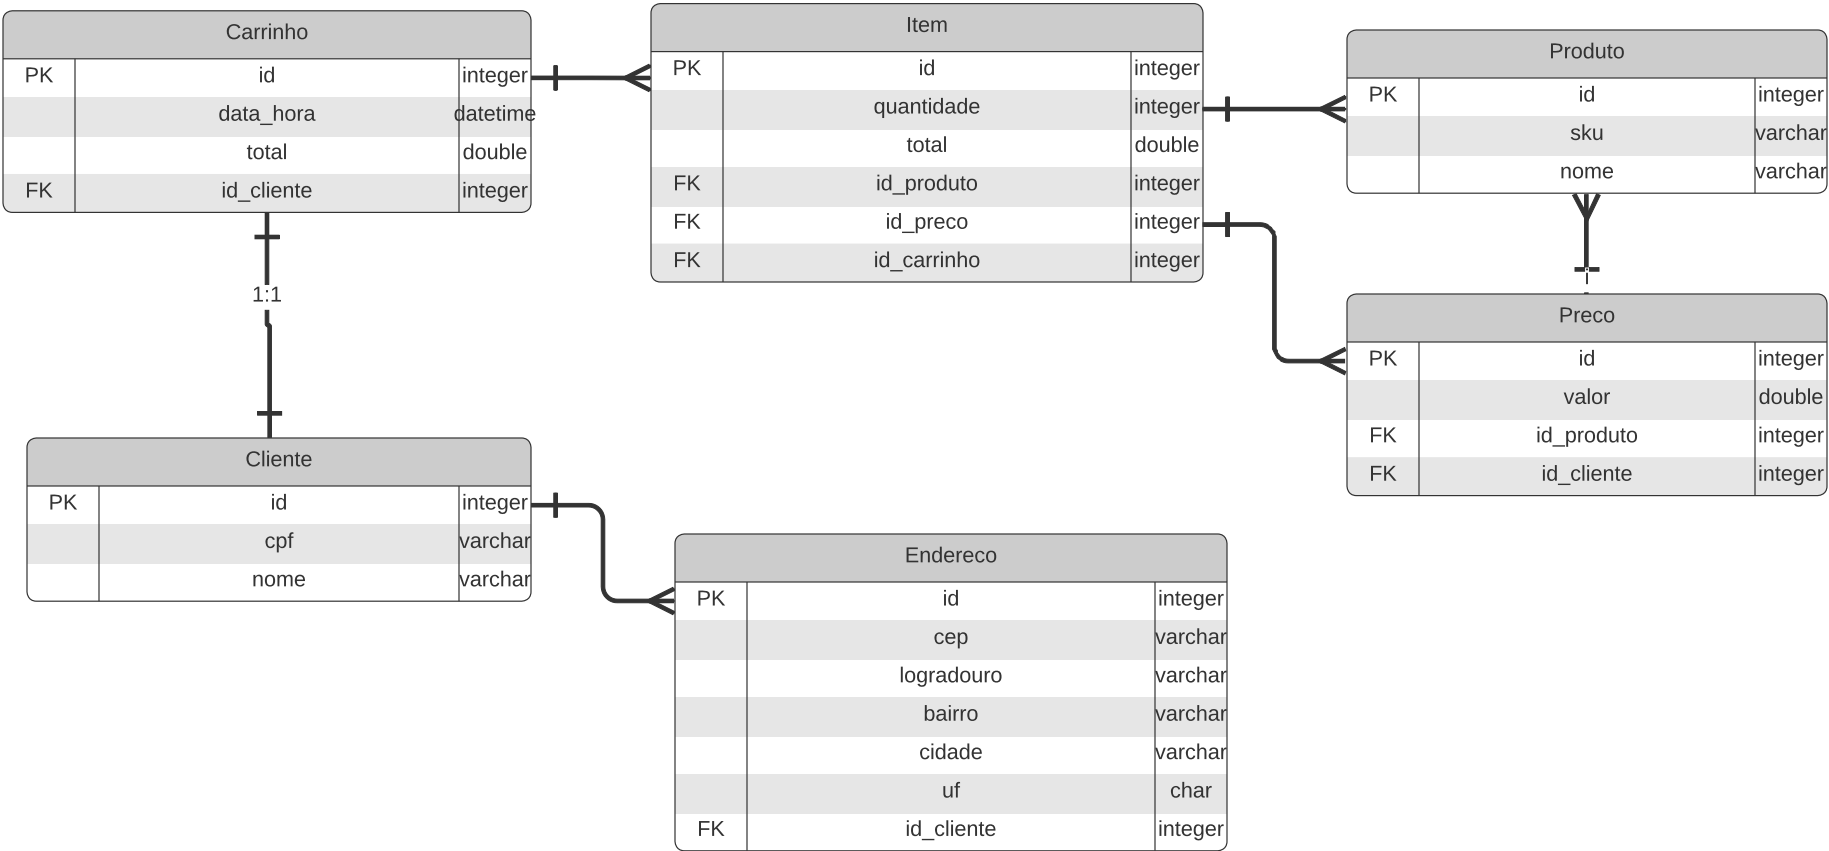 Carrinho
PK id integer
data_hora datetime
total double
FK id_cliente integer
Item
PK id integer
quantidade integer
total double
FK id_produto integer
FK id_preco integer
FK id_carrinho integer
Produto
PK id integer
sku varchar
nome varchar
1:1
Preco
PK id integer
valor double
FK id_produto integer
FK id_cliente integer
Cliente
PK id integer
cpf varchar
nome varchar
Endereco
PK id integer
cep varchar
logradouro varchar
bairro varchar
cidade varchar
uf char
FK id_cliente integer